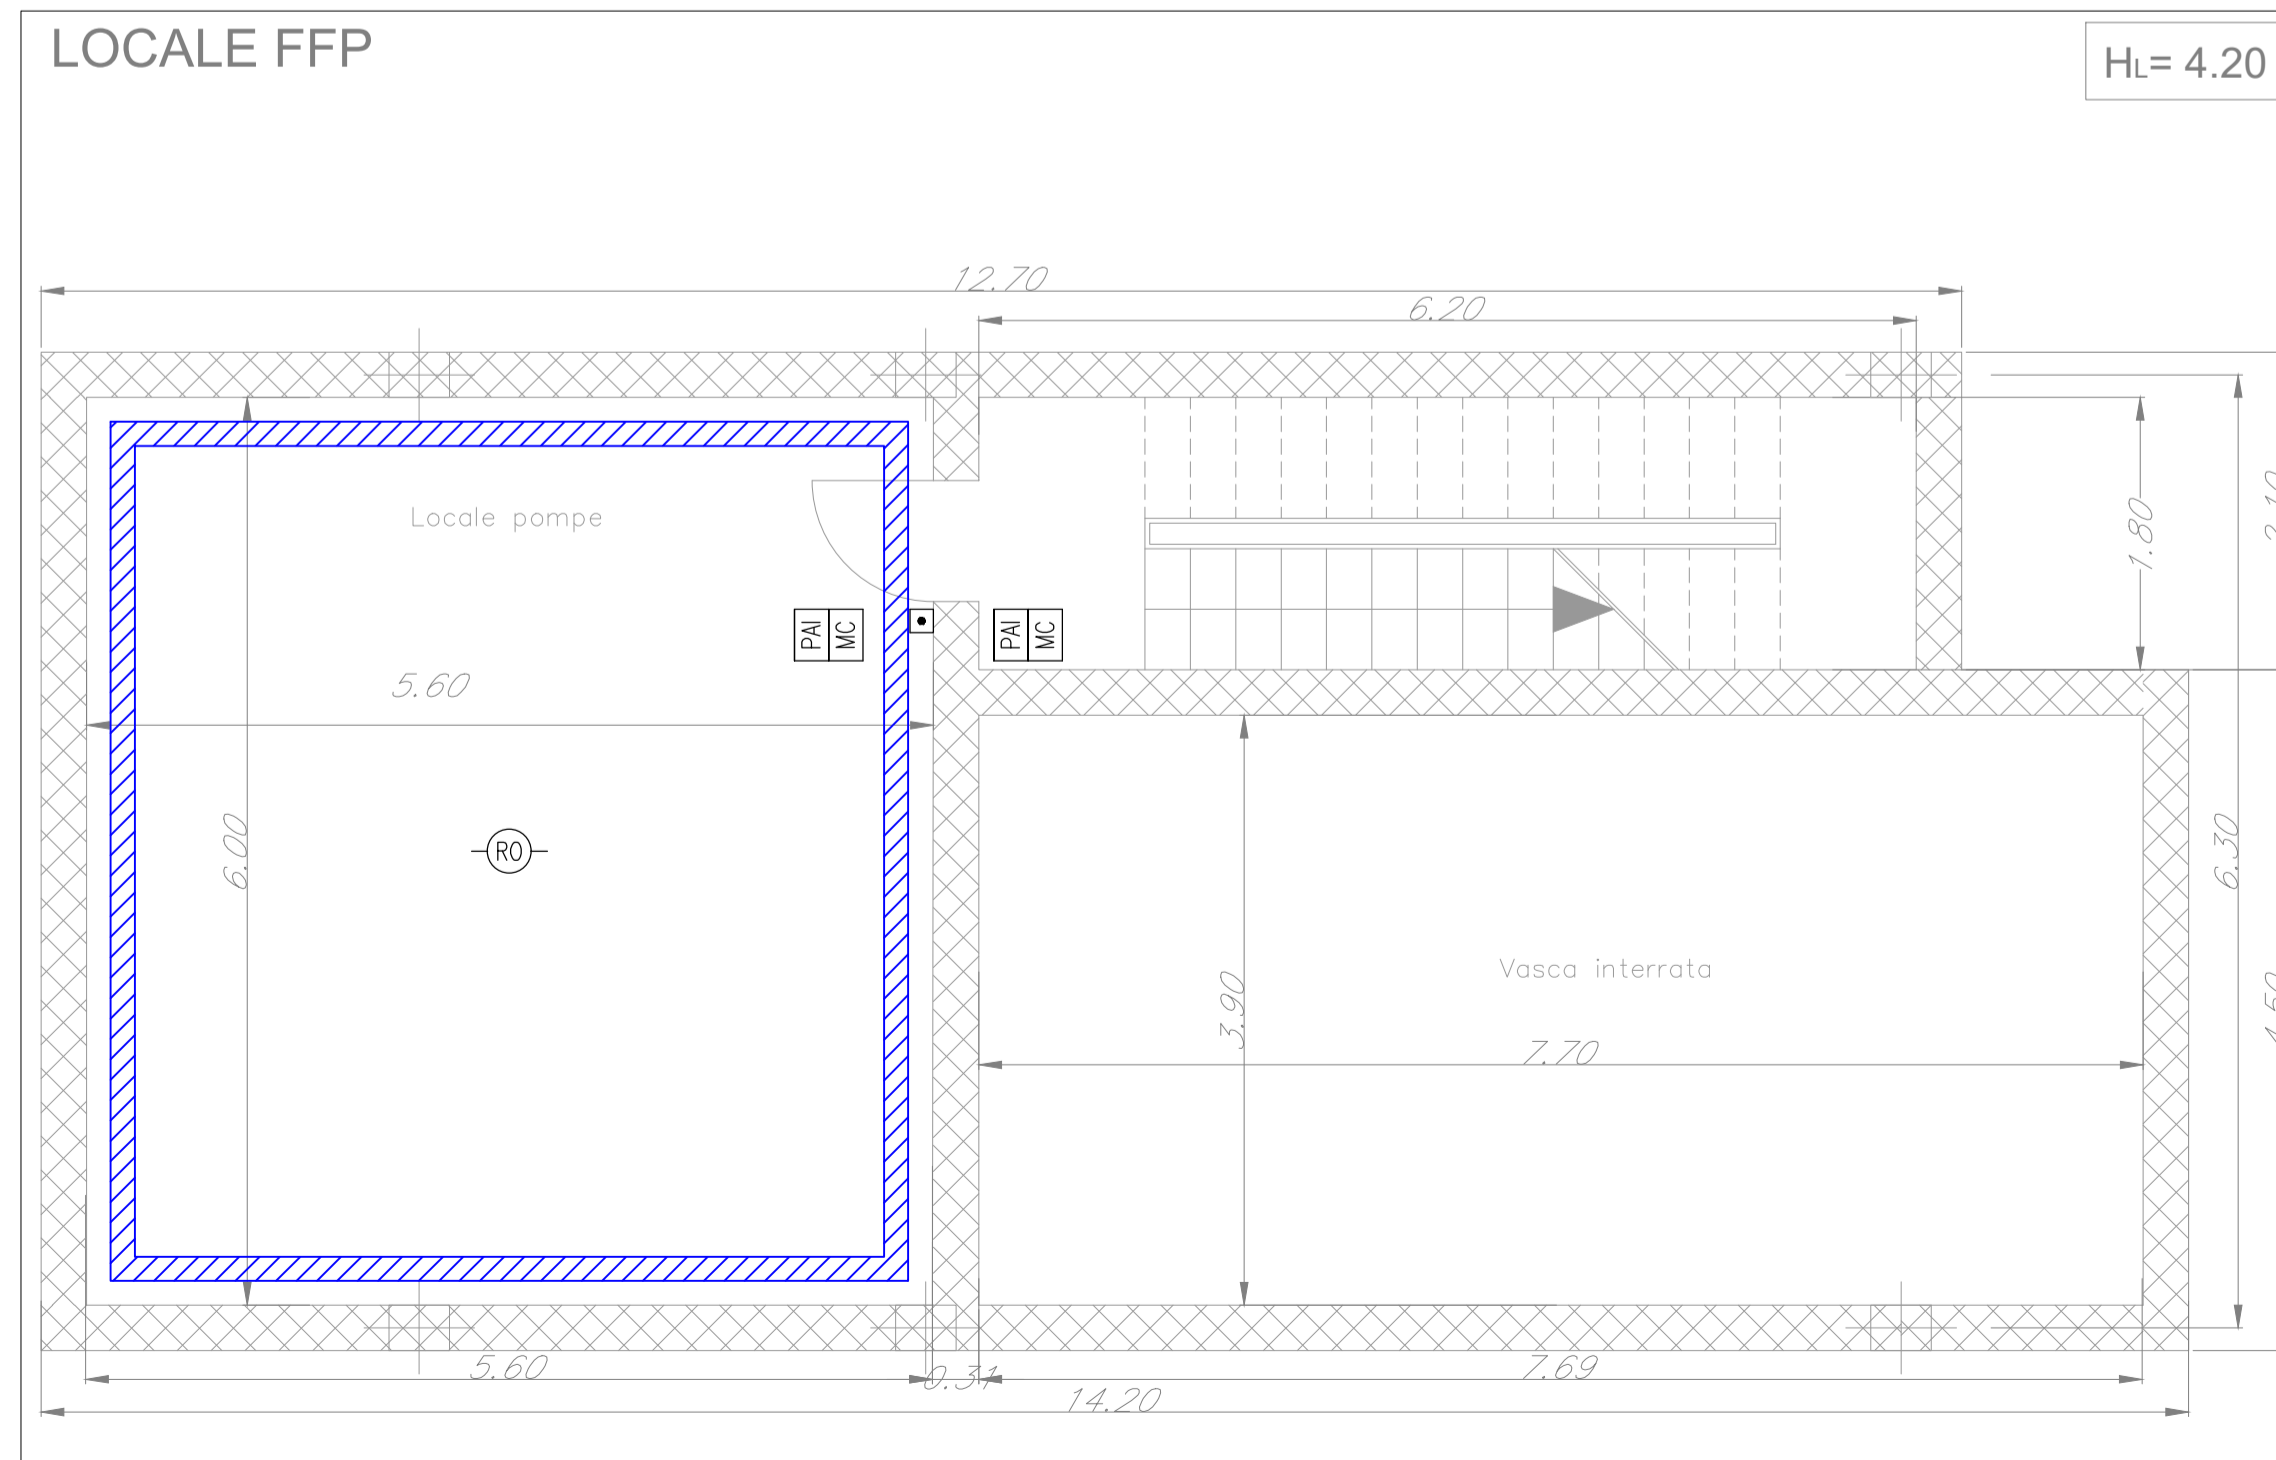 LOCALE FFP
HL= 4.20
12.70
6.20
Locale pompe
1.80
PAI
MC
PAI
MC
5.60
6.00
RO
6.30
Vasca interrata
3.90
7.70
5.60
0.31
7.69
14.20